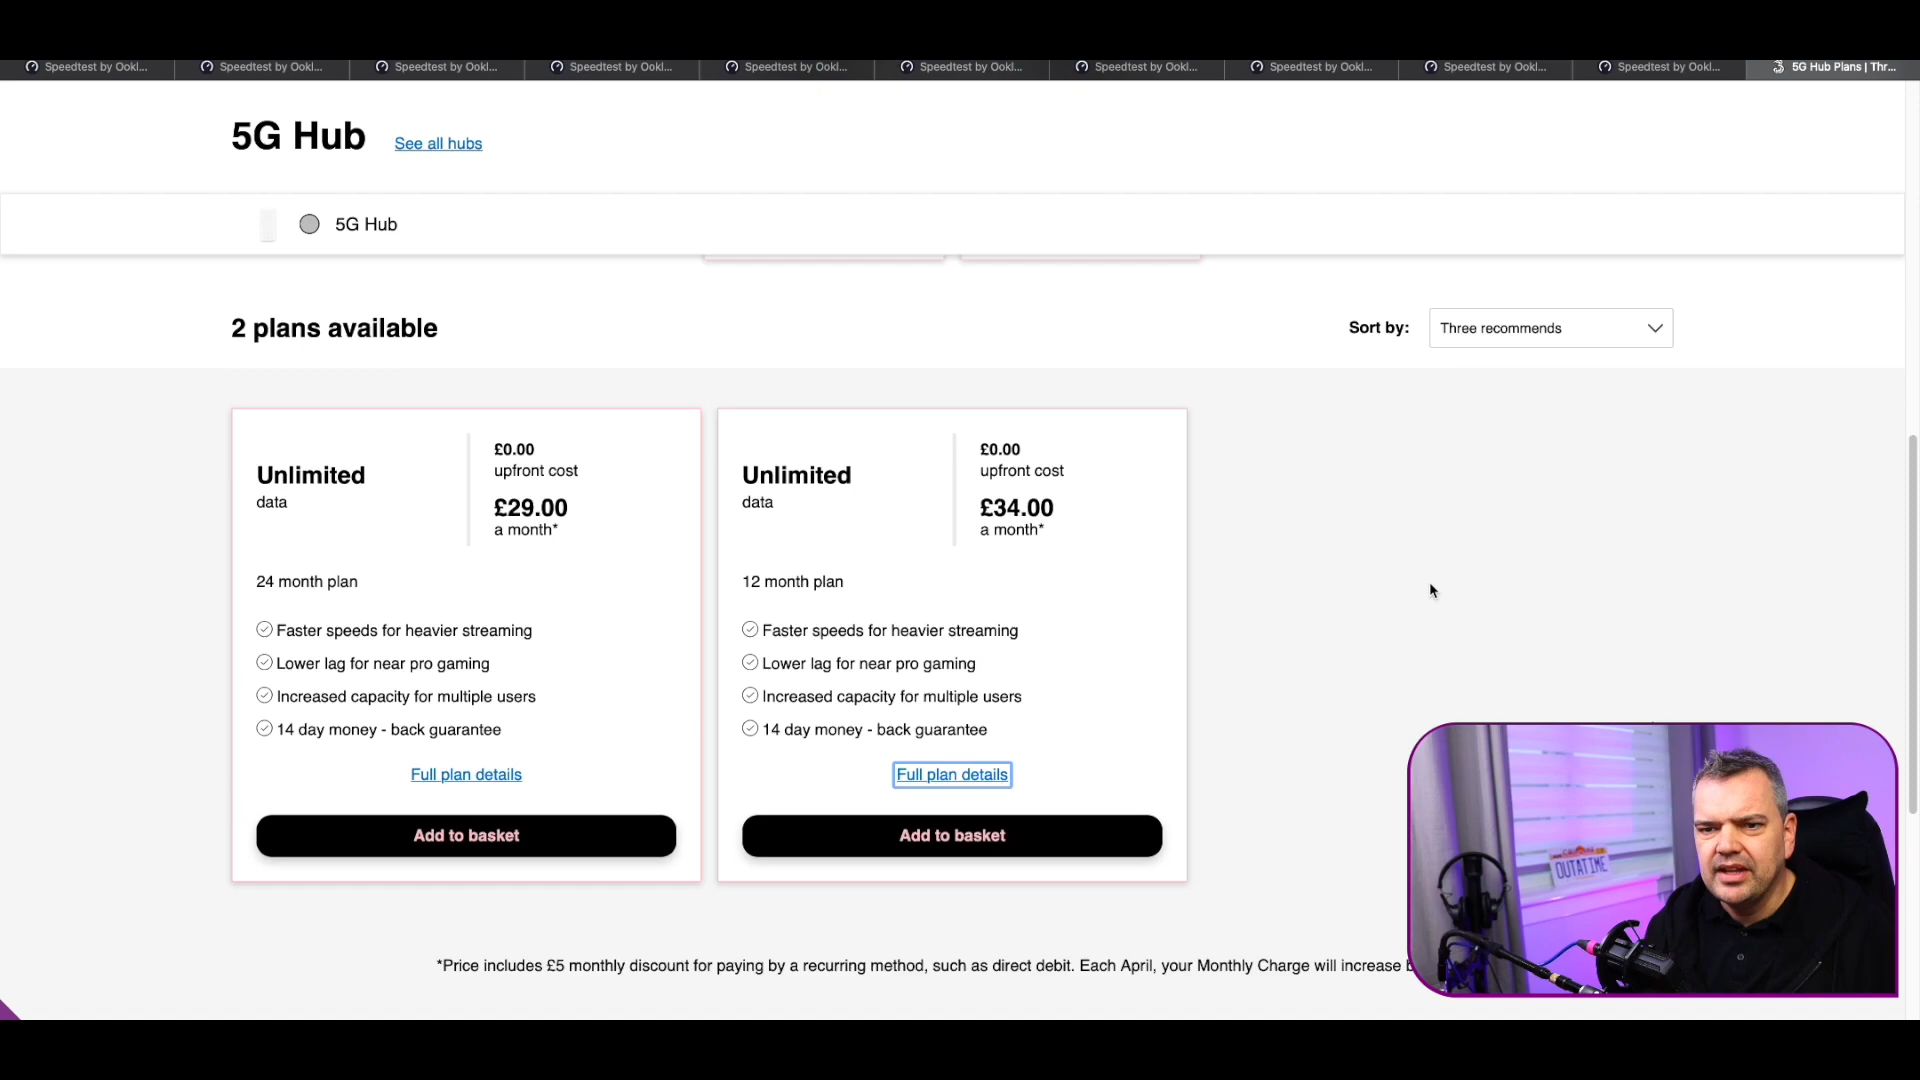 Speedtest by Ookl...
Speedtest by Ookl...
Speedtest by Ookl...
Speedtest by Ookl...
Speedtest by Ookl...
Speedtest by Ookl...
Speedtest by Ookl...
Speedtest by Ookl...
Speedtest by Ookl...
Speedtest by Ookl...
5G Hub Plans | Thr...
5G Hub
See all hubs
5G Hub
2 plans available
Sort by:
Three recommends
Unlimited
data
£0.00
upfront cost
£29.00
a month*
24 month plan
Faster speeds for heavier streaming
Lower lag for near pro gaming
Increased capacity for multiple users
14 day money - back guarantee
Full plan details
Add to basket
Unlimited
data
£0.00
upfront cost
£34.00
a month*
12 month plan
Faster speeds for heavier streaming
Lower lag for near pro gaming
Increased capacity for multiple users
14 day money - back guarantee
Full plan details
Add to basket
*Price includes £5 monthly discount for paying by a recurring method, such as direct debit. Each April, your Monthly Charge will increase
OUTATIME